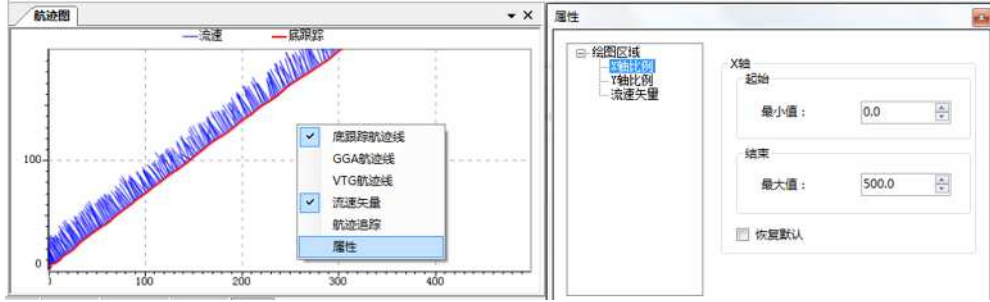 航迹图
流速
底跟踪
100
0
0
100
200
300
400
底跟踪航迹线
GGA航迹线
VTG航迹线
流速矢量
航迹追踪
属性
属性
绘图区域
X轴比例
Y轴比例
流速矢量
X轴
起始
最小值：
0.0
结束
最大值：
500.0
恢复默认